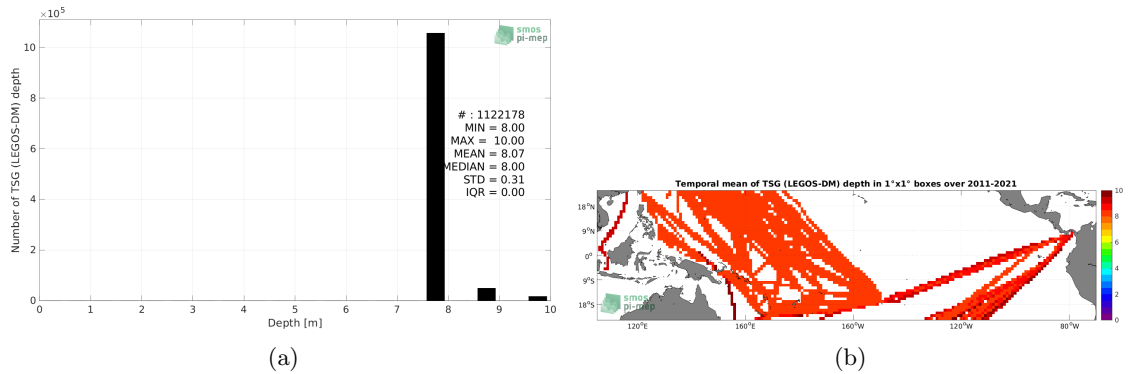 ×10⁵
smos
pi-mep
10
8
6
4
2
0
Number of TSG (LEGOS-DM) depth
# : 1122178
MIN = 8.00
MAX = 10.00
MEAN = 8.07
MEDIAN = 8.00
STD = 0.31
IQR = 0.00
0 1 2 3 4 5 6 7 8 9 10
Depth [m]
(a)
Temporal mean of TSG (LEGOS-DM) depth in 1°x1° boxes over 2011-2021
18°N
9°N
0°
9°S
18°S
smos
pi-mep
120°E 160°E 160°W 120°W 80°W
10
8
6
4
2
0
(b)